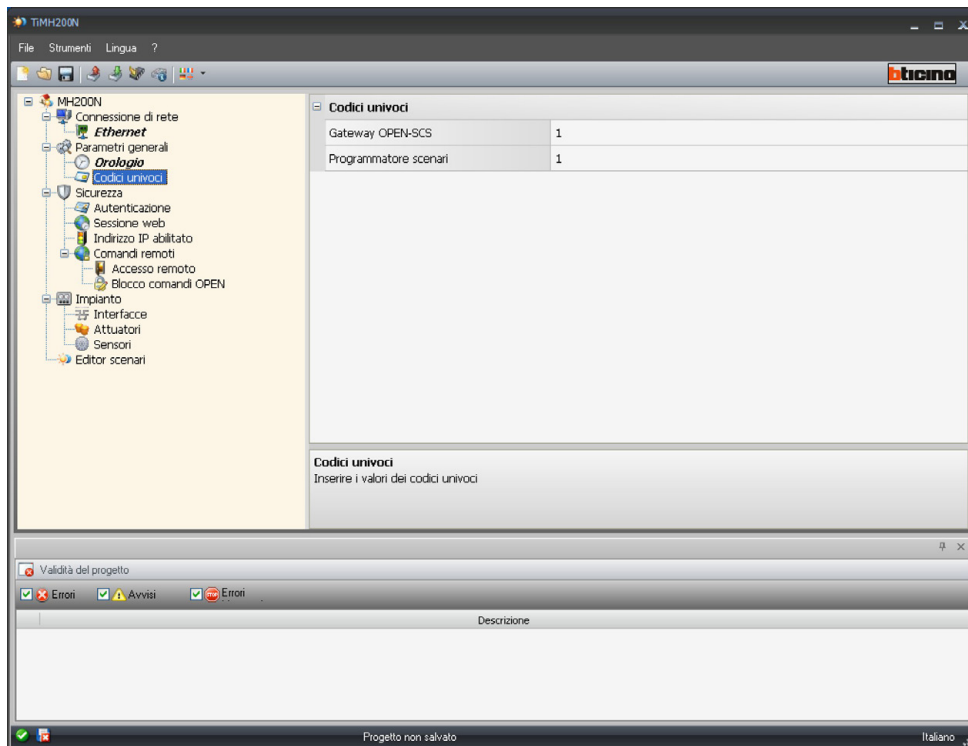 TiMH200N
File Strumenti Lingua ?
bticino
MH200N
Connessione di rete
Ethernet
Parametri generali
Orologio
Codici univoci
Sicurezza
Autenticazione
Sessione web
Indirizzo IP abilitato
Comandi remoti
Accesso remoto
Blocco comandi OPEN
Impianto
Interfacce
Attuatori
Sensori
Editor scenari
Codici univoci
Gateway OPEN-SCS 1
Programmatore scenari 1
Codici univoci
Inserire i valori dei codici univoci
Validità del progetto
Errori Avvisi STOP Errori
Descrizione
Progetto non salvato Italiano